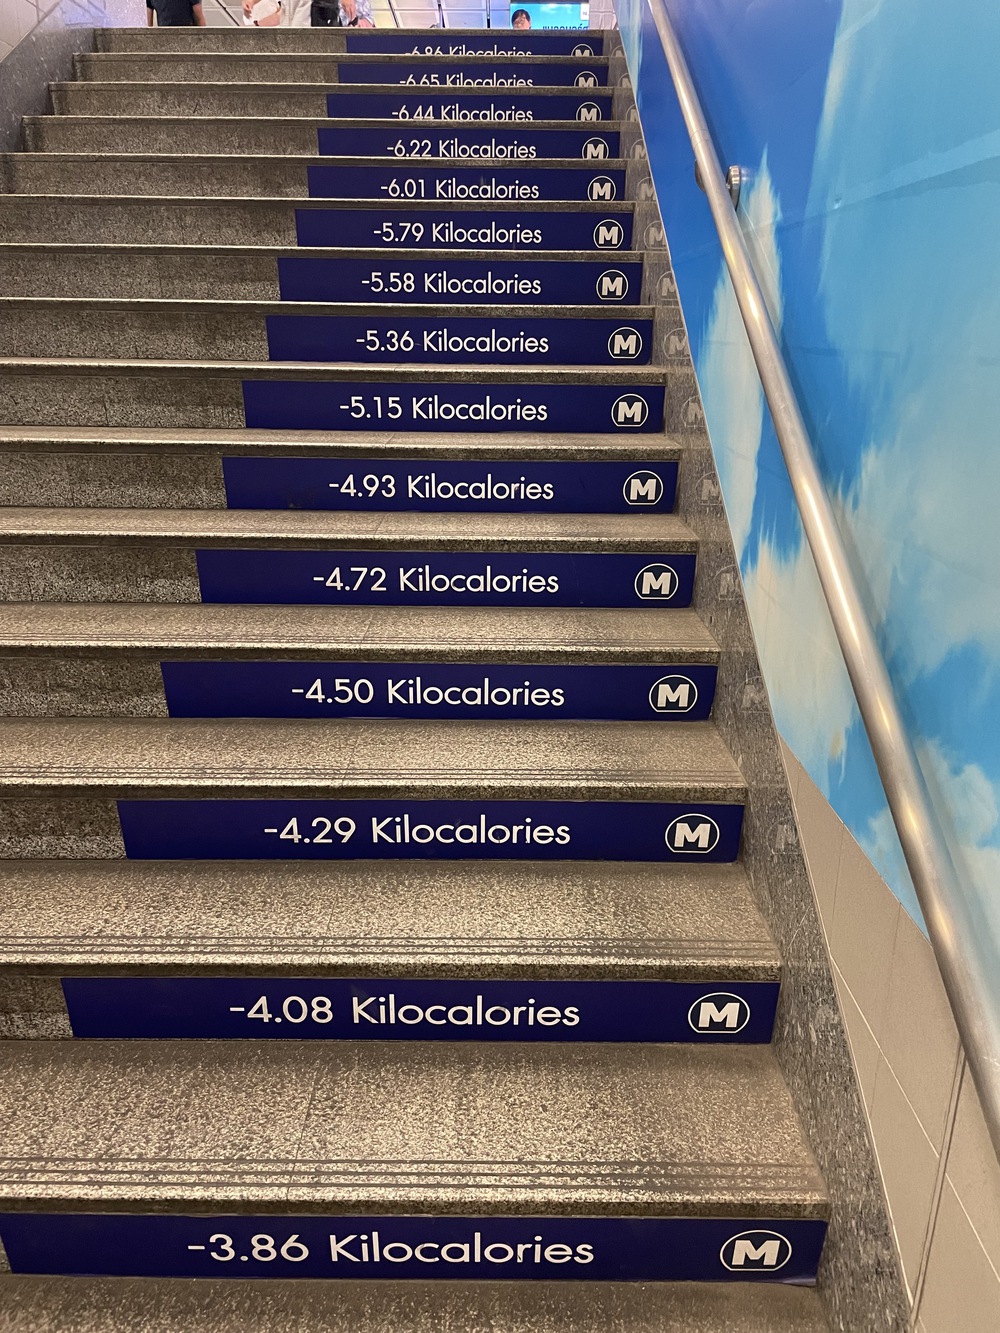 -6.86 Kilocalories M
-6.65 Kilocalories M
-6.44 Kilocalories M
-6.22 Kilocalories M
-6.01 Kilocalories M
-5.79 Kilocalories M
-5.58 Kilocalories M
-5.36 Kilocalories M
-5.15 Kilocalories M
-4.93 Kilocalories M
-4.72 Kilocalories M
-4.50 Kilocalories M
-4.29 Kilocalories M
-4.08 Kilocalories M
-3.86 Kilocalories M